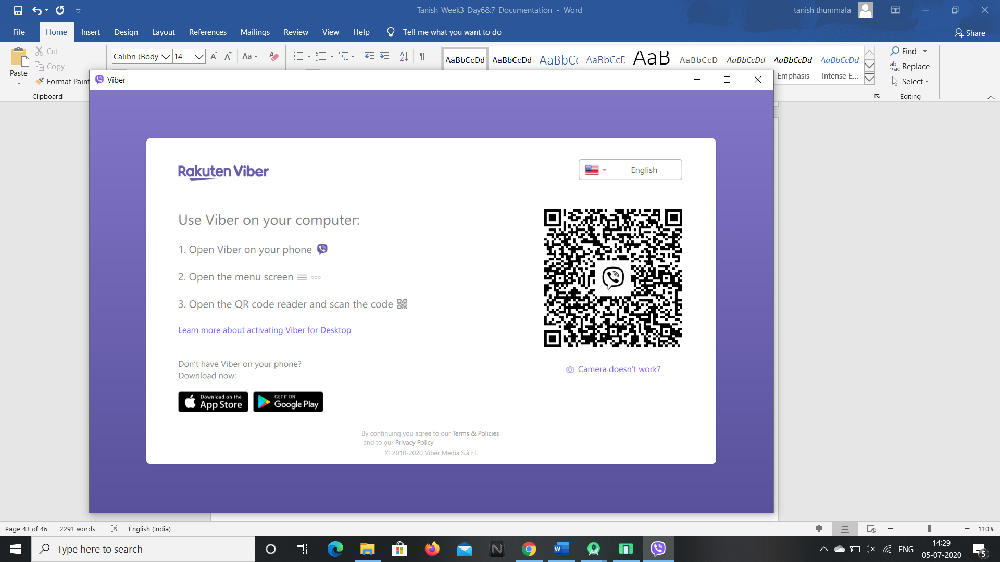 Tanish_Week3_Day6&7_Documentation - Word
tanish thummala
File Home Insert Design Layout References Mailings Review View Help Tell me what you want to do
Share
Paste
Cut
Copy
Format Paint
Clipboard
Calibri (Body
14
Aa
AaBbCcDd AaBbCcDd AaBbC AaBbCcD AaB AaBbCcD AaBbCcDd AaBbCcDd AaBbCcDd
Emphasis Intense E...
Find
Replace
Select
Editing
Viber
Rakuten Viber
English
Use Viber on your computer:
1. Open Viber on your phone
2. Open the menu screen
3. Open the QR code reader and scan the code
Learn more about activating Viber for Desktop
Don't have Viber on your phone?
Download now:
Download on the
App Store
GET IT ON
Google Play
Camera doesn't work?
By continuing you agree to our Terms & Policies
and to our Privacy Policy
© 2010-2020 Viber Media S.à r.l.
Page 43 of 46 2291 words English (India)
110%
Type here to search
ENG
14:29
05-07-2020
5